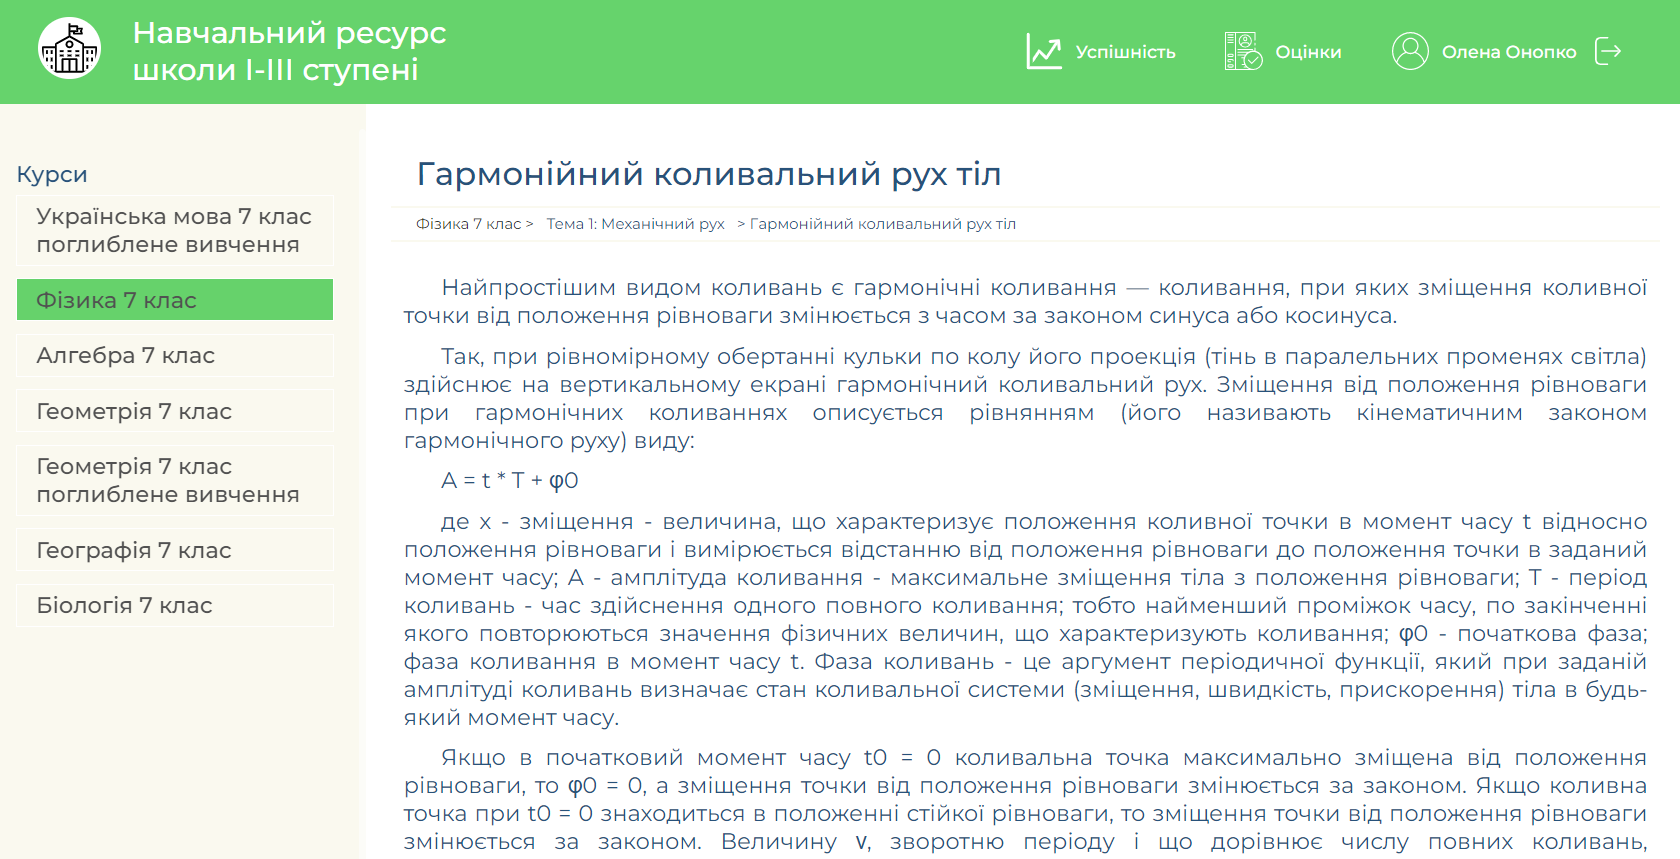 Навчальний ресурс
школи І-ІІІ ступені
Успішність
Оцінки
Олена Онопко
Курси
Українська мова 7 клас
поглиблене вивчення
Фізика 7 клас
Алгебра 7 клас
Геометрія 7 клас
Геометрія 7 клас
поглиблене вивчення
Географія 7 клас
Біологія 7 клас
Гармонійний коливальний рух тіл
Фізика 7 клас > Тема 1: Механічний рух > Гармонійний коливальний рух тіл
Найпростішим видом коливань є гармонічні коливання — коливання, при яких зміщення коливної
точки від положення рівноваги змінюється з часом за законом синуса або косинуса.
Так, при рівномірному обертанні кульки по колу його проекція (тінь в паралельних променях світла)
здійснює на вертикальному екрані гармонічний коливальний рух. Зміщення від положення рівноваги
при гармонічних коливаннях описується рівнянням (його називають кінематичним законом
гармонічного руху) виду:
A = t * T + φ0
де х - зміщення - величина, що характеризує положення коливної точки в момент часу t відносно
положення рівноваги і вимірюється відстанню від положення рівноваги до положення точки в заданий
момент часу; А - амплітуда коливання - максимальне зміщення тіла з положення рівноваги; Т - період
коливань - час здійснення одного повного коливання; тобто найменший проміжок часу, по закінченні
якого повторюються значення фізичних величин, що характеризують коливання; φ0 - початкова фаза;
фаза коливання в момент часу t. Фаза коливань - це аргумент періодичної функції, який при заданій
амплітуді коливань визначає стан коливальної системи (зміщення, швидкість, прискорення) тіла в будь-
який момент часу.
Якщо в початковий момент часу t0 = 0 коливальна точка максимально зміщена від положення
рівноваги, то φ0 = 0, а зміщення точки від положення рівноваги змінюється за законом. Якщо коливна
точка при t0 = 0 знаходиться в положенні стійкої рівноваги, то зміщення точки від положення рівноваги
змінюється за законом. Величину ν, зворотню періоду і що дорівнює числу повних коливань,